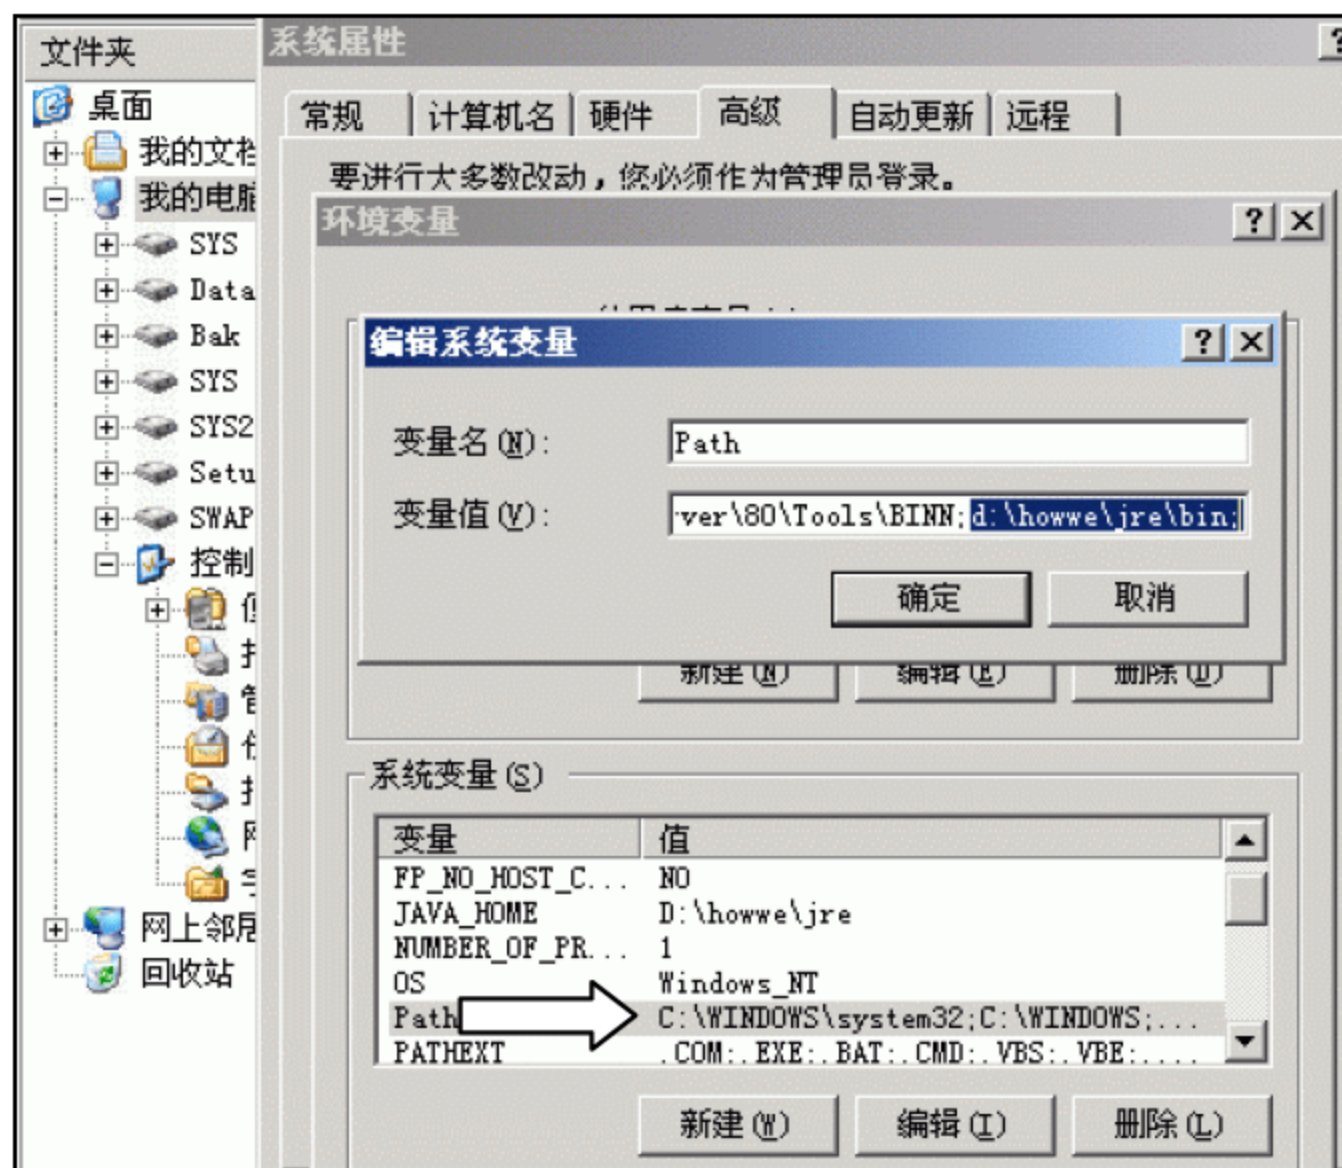 文件夹
桌面
我的文档
我的电脑
SYS
Data
Bak
SYS
SYS2
Setu
SWAP
控制
网上邻居
回收站
系统属性
常规 计算机名 硬件 高级 自动更新 远程
要进行大多数改动，您必须作为管理员登录。
环境变量
编辑系统变量
变量名(N): Path
变量值(V): ver\80\Tools\BINN;d:\howwe\jre\bin;
确定 取消
新建(N) 编辑(E) 删除(D)
系统变量(S)
变量 值
FP_NO_HOST_C... NO
JAVA_HOME D:\howwe\jre
NUMBER_OF_PR... 1
OS Windows_NT
Path C:\WINDOWS\system32;C:\WINDOWS;...
PATHEXT .COM;.EXE;.BAT;.CMD;.VBS;.VBE;....
新建(W) 编辑(I) 删除(L)